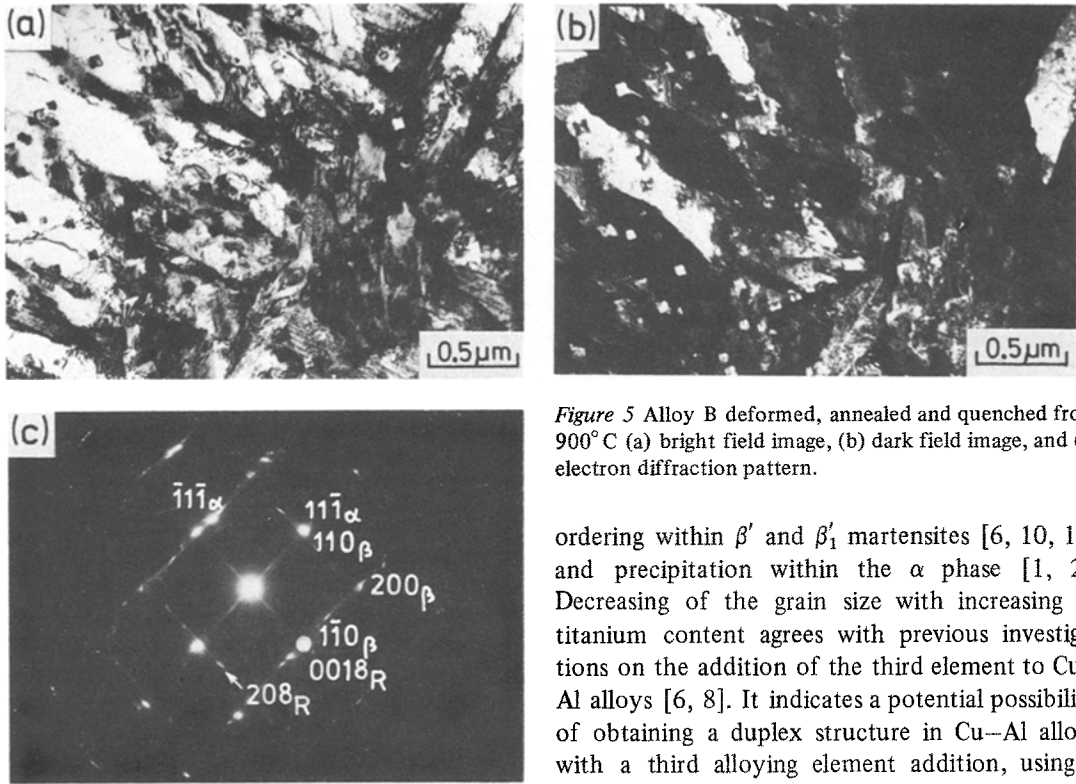 (a)
0.5μm
(b)
0.5μm
(c)
1̄11̄α
111̄α
110β
200β
11̄0β
0018R
208R
Figure 5 Alloy B deformed, annealed and quenched fro
900° C (a) bright field image, (b) dark field image, and (
electron diffraction pattern.
ordering within β′ and β′₁ martensites [6, 10, 1
and precipitation within the α phase [1, 2
Decreasing of the grain size with increasing
titanium content agrees with previous investig
tions on the addition of the third element to Cu
Al alloys [6, 8]. It indicates a potential possibili
of obtaining a duplex structure in Cu–Al allo
with a third alloying element addition, using